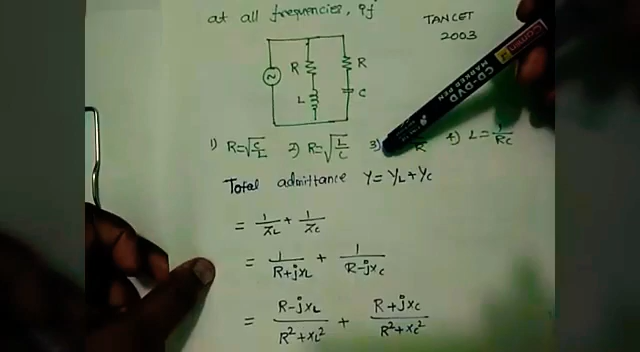 at all frequencies, if
TANCET
2003
R L R C
1) R=√C/L 2) R=√L/C 3) R 4) L=1/RC
Total admittance Y = YL + YC
= 1/ZL + 1/ZC
= 1/(R+jXL) + 1/(R-jXC)
= (R-jXL)/(R²+XL²) + (R+jXC)/(R²+XC²)
CD-DVD
MARKER PEN